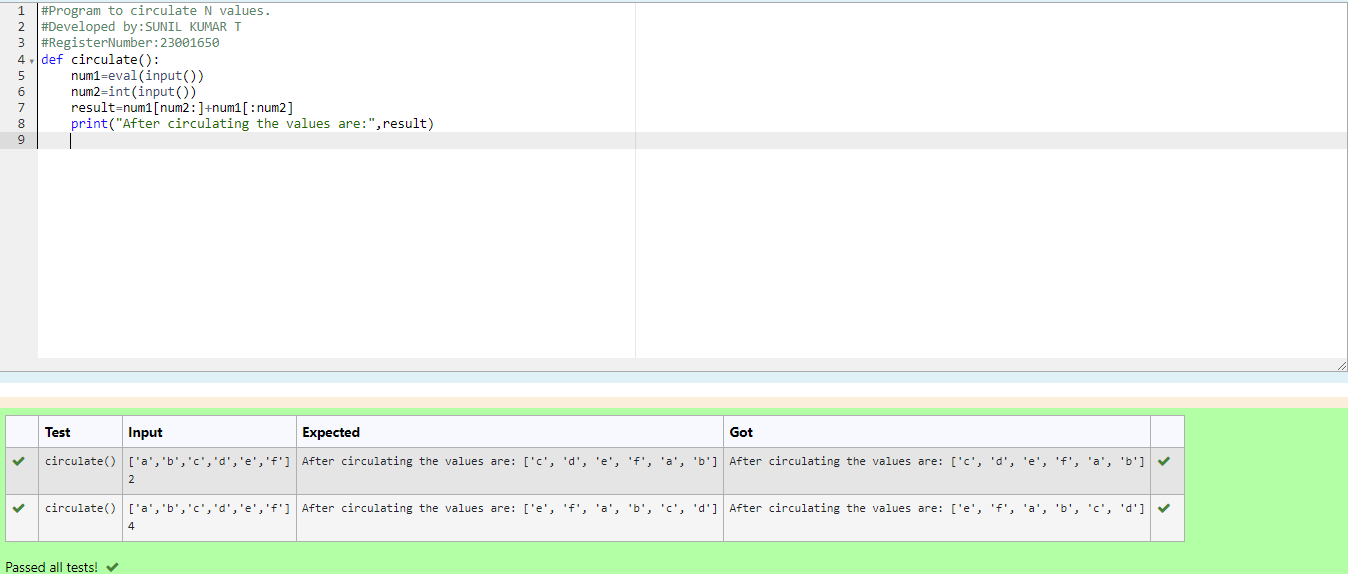 1 #Program to circulate N values.
2 #Developed by:SUNIL KUMAR T
3 #RegisterNumber:23001650
4 def circulate():
5     num1=eval(input())
6     num2=int(input())
7     result=num1[num2:]+num1[:num2]
8     print("After circulating the values are:",result)
9
Test Input Expected Got
circulate() ['a','b','c','d','e','f'] After circulating the values are: ['c', 'd', 'e', 'f', 'a', 'b'] After circulating the values are: ['c', 'd', 'e', 'f', 'a', 'b']
2
circulate() ['a','b','c','d','e','f'] After circulating the values are: ['e', 'f', 'a', 'b', 'c', 'd'] After circulating the values are: ['e', 'f', 'a', 'b', 'c', 'd']
4
Passed all tests!